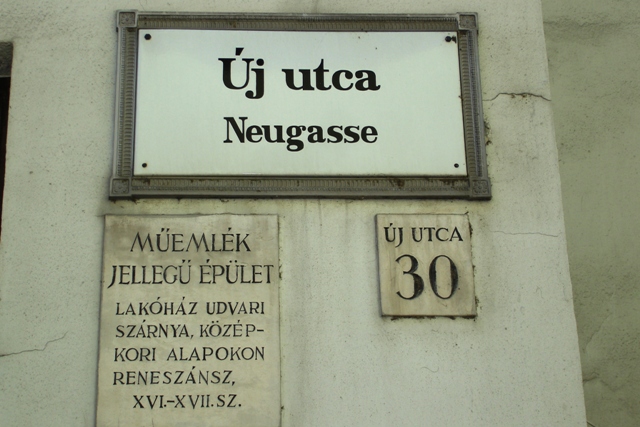 Új utca
Neugasse
MŰEMLÉK
JELLEGŰ ÉPÜLET
LAKÓHÁZ UDVARI
SZÁRNYA, KÖZÉP-
KORI ALAPOKON
RENESZÁNSZ,
XVI.-XVII. SZ.
ÚJ UTCA
30